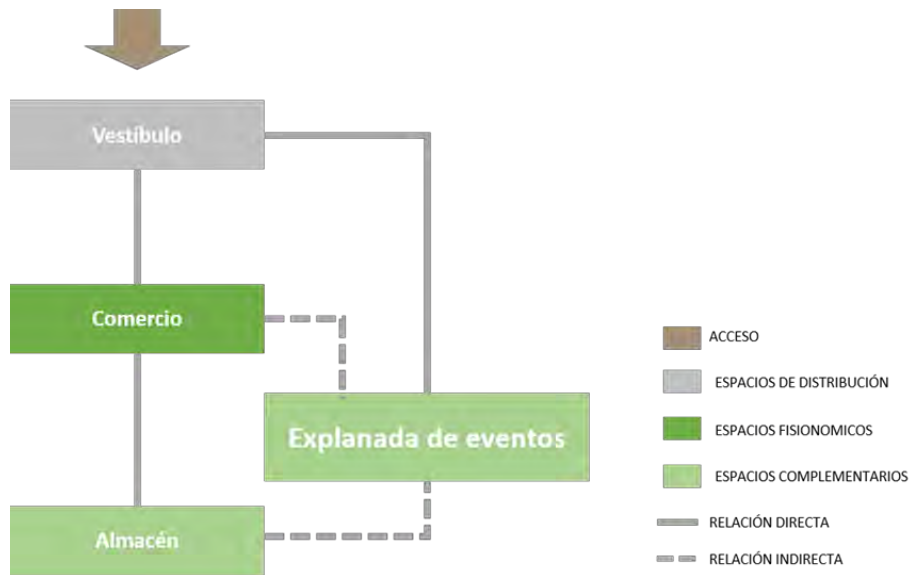 Vestíbulo
Comercio
Explanada de eventos
Almacén
ACCESO
ESPACIOS DE DISTRIBUCIÓN
ESPACIOS FISIONOMICOS
ESPACIOS COMPLEMENTARIOS
RELACIÓN DIRECTA
RELACIÓN INDIRECTA